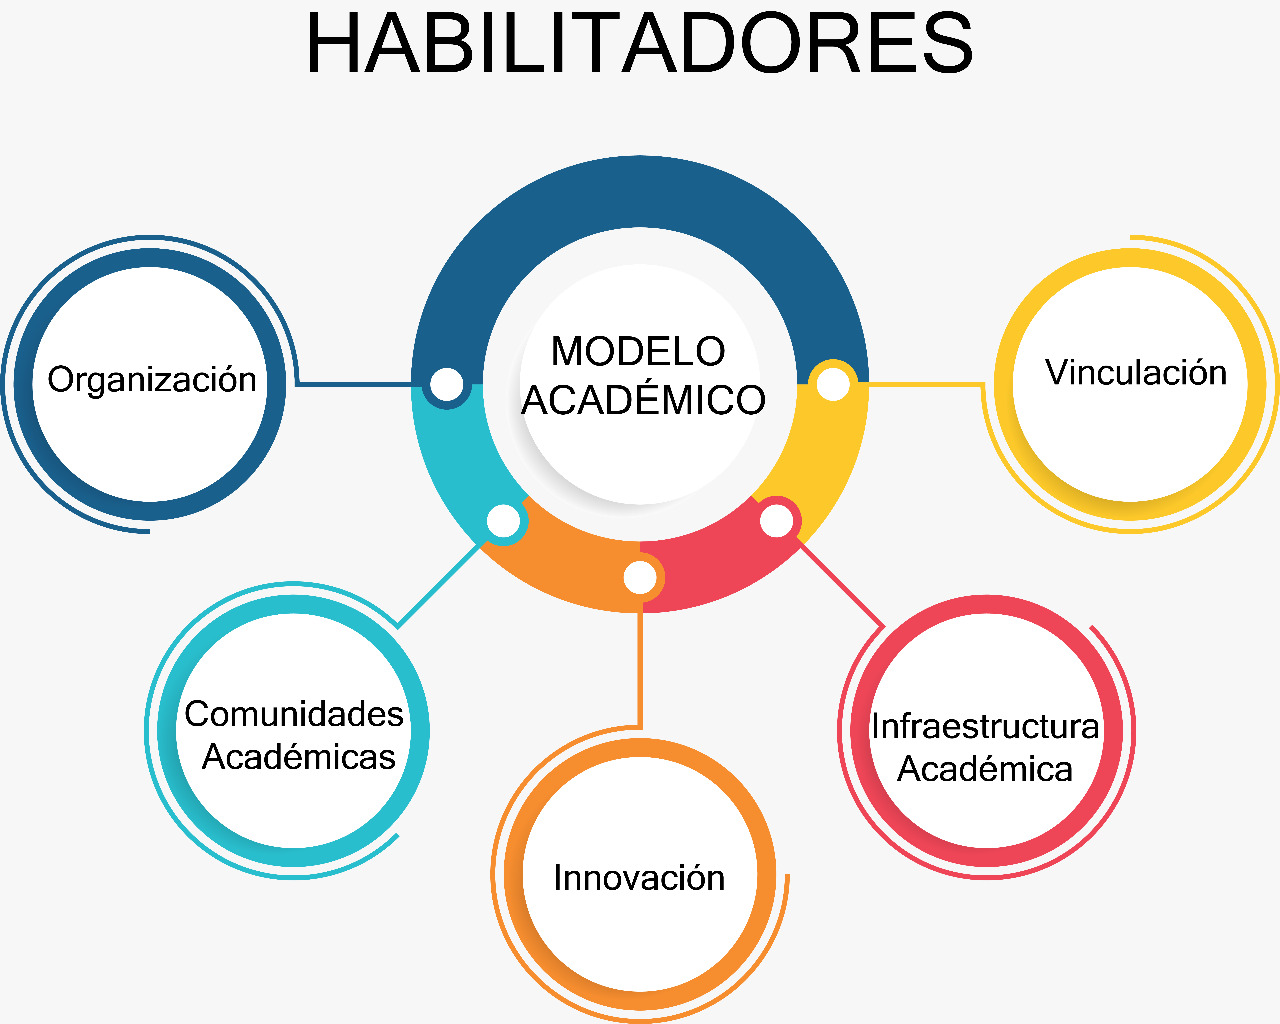 HABILITADORES
MODELO
ACADÉMICO
Organización
Vinculación
Comunidades
Académicas
Infraestructura
Académica
Innovación